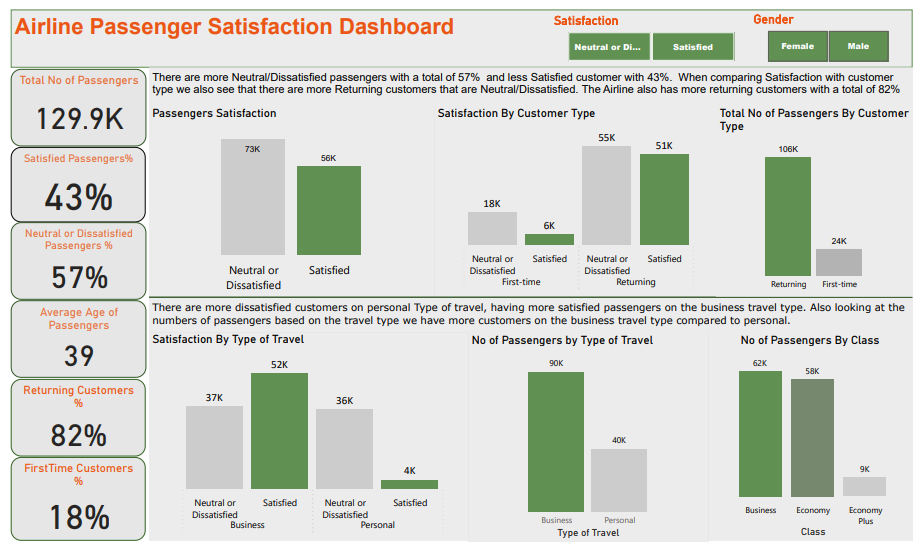 Airline Passenger Satisfaction Dashboard
Satisfaction
Neutral or Di...
Satisfied
Gender
Female
Male
Total No of Passengers
129.9K
Satisfied Passengers%
43%
Neutral or Dissatisfied
Passengers %
57%
Average Age of
Passengers
39
Returning Customers
%
82%
FirstTime Customers
%
18%
There are more Neutral/Dissatisfied passengers with a total of 57% and less Satisfied customer with 43%. When comparing Satisfaction with customer
type we also see that there are more Returning customers that are Neutral/Dissatisfied. The Airline also has more returning customers with a total of 82%
Passengers Satisfaction
73K
56K
Neutral or
Dissatisfied
Satisfied
Satisfaction By Customer Type
18K
6K
55K
51K
Neutral or
Dissatisfied
Satisfied
Neutral or
Dissatisfied
Satisfied
First-time
Returning
Total No of Passengers By Customer
Type
106K
24K
Returning
First-time
There are more dissatisfied customers on personal Type of travel, having more satisfied passengers on the business travel type. Also looking at the
numbers of passengers based on the travel type we have more customers on the business travel type compared to personal.
Satisfaction By Type of Travel
37K
52K
36K
4K
Neutral or
Dissatisfied
Satisfied
Neutral or
Dissatisfied
Satisfied
Business
Personal
No of Passengers by Type of Travel
90K
40K
Business
Personal
Type of Travel
No of Passengers By Class
62K
58K
9K
Business
Economy
Economy
Plus
Class